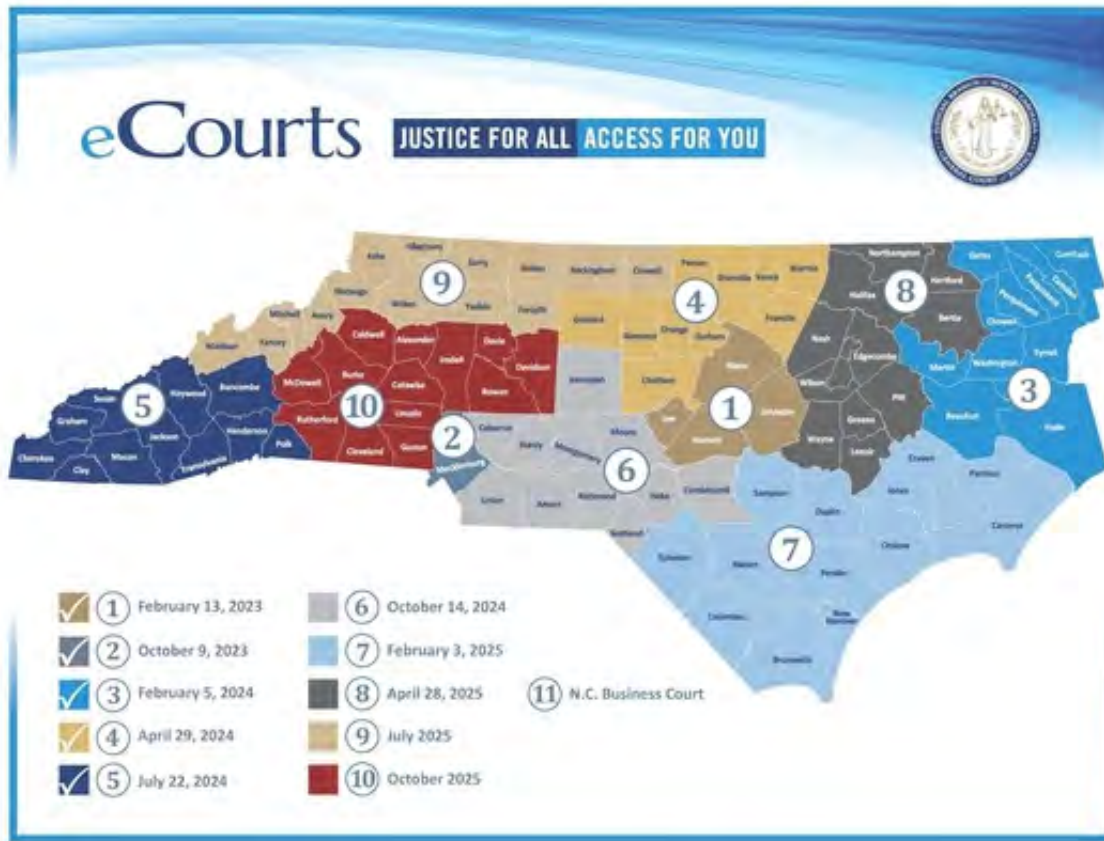 eCourts JUSTICE FOR ALL ACCESS FOR YOU
Ashe
Alleghany
Surry
Stokes
Rockingham
Caswell
Person
Granville
Vance
Warren
Northampton
Gates
Camden
Currituck
Hertford
Halifax
Bertie
Pasquotank
Perquimans
Chowan
Watauga
Wilkes
Yadkin
Forsyth
Guilford
Alamance
Orange
Durham
Franklin
Mitchell
Avery
Madison
Yancey
Caldwell
Alexander
Iredell
Davie
Davidson
Rowan
Burke
McDowell
Catawba
Lincoln
Rutherford
Cleveland
Gaston
Nash
Edgecombe
Wilson
Martin
Washington
Tyrrell
Hyde
Beaufort
Pitt
Greene
Wayne
Lenoir
Wake
Chatham
Johnston
Lee
Harnett
Randolph
Swain
Haywood
Buncombe
Graham
Jackson
Henderson
Polk
Cherokee
Clay
Macon
Transylvania
Mecklenburg
Cabarrus
Stanly
Montgomery
Moore
Union
Anson
Richmond
Hoke
Cumberland
Scotland
Sampson
Duplin
Jones
Craven
Pamlico
Carteret
Onslow
Robeson
Bladen
Pender
Columbus
New Hanover
Brunswick
9
4
8
3
1
5
10
2
6
7
1 February 13, 2023
2 October 9, 2023
3 February 5, 2024
4 April 29, 2024
5 July 22, 2024
6 October 14, 2024
7 February 3, 2025
8 April 28, 2025
9 July 2025
10 October 2025
11 N.C. Business Court